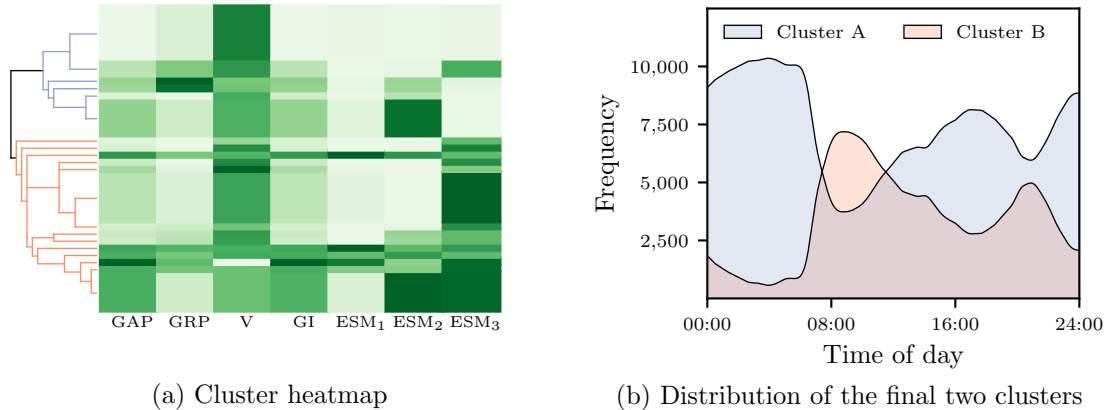 GAP GRP V GI ESM₁ ESM₂ ESM₃
(a) Cluster heatmap
Cluster A Cluster B
Frequency
10,000
7,500
5,000
2,500
00:00 08:00 16:00 24:00
Time of day
(b) Distribution of the final two clusters